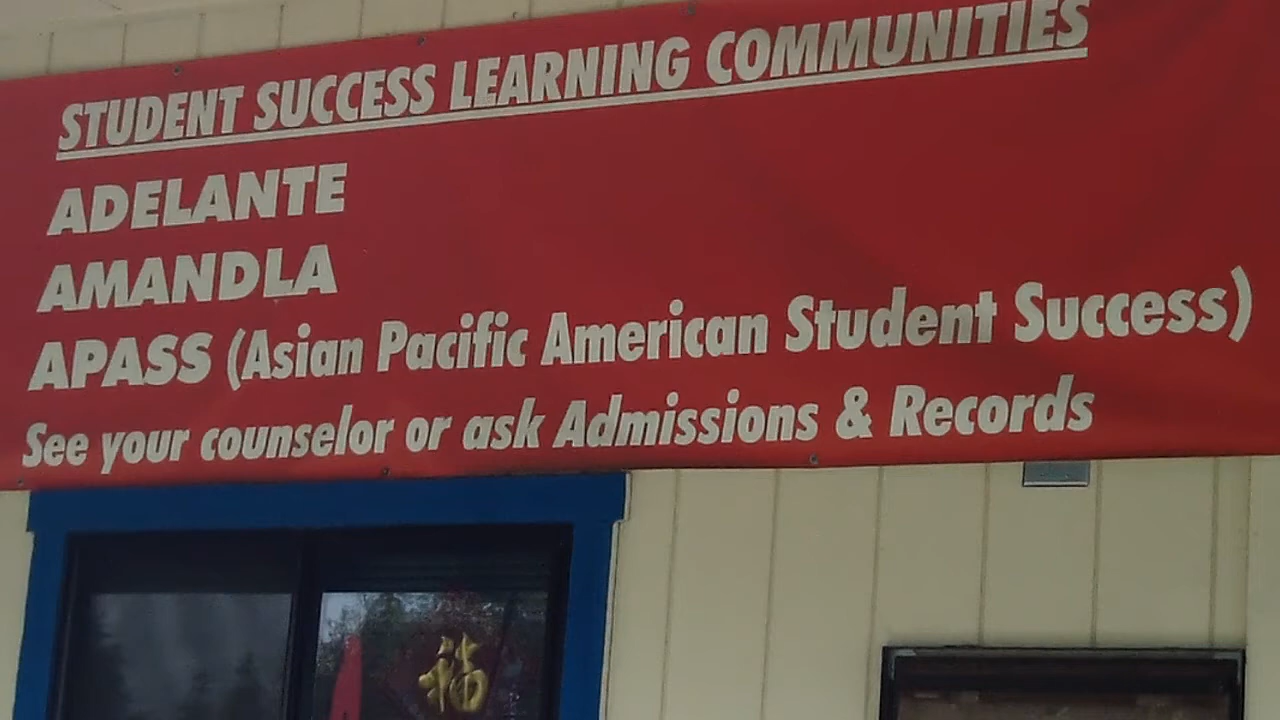 STUDENT SUCCESS LEARNING COMMUNITIES
ADELANTE
AMANDLA
APASS (Asian Pacific American Student Success)
See your counselor or ask Admissions & Records
福